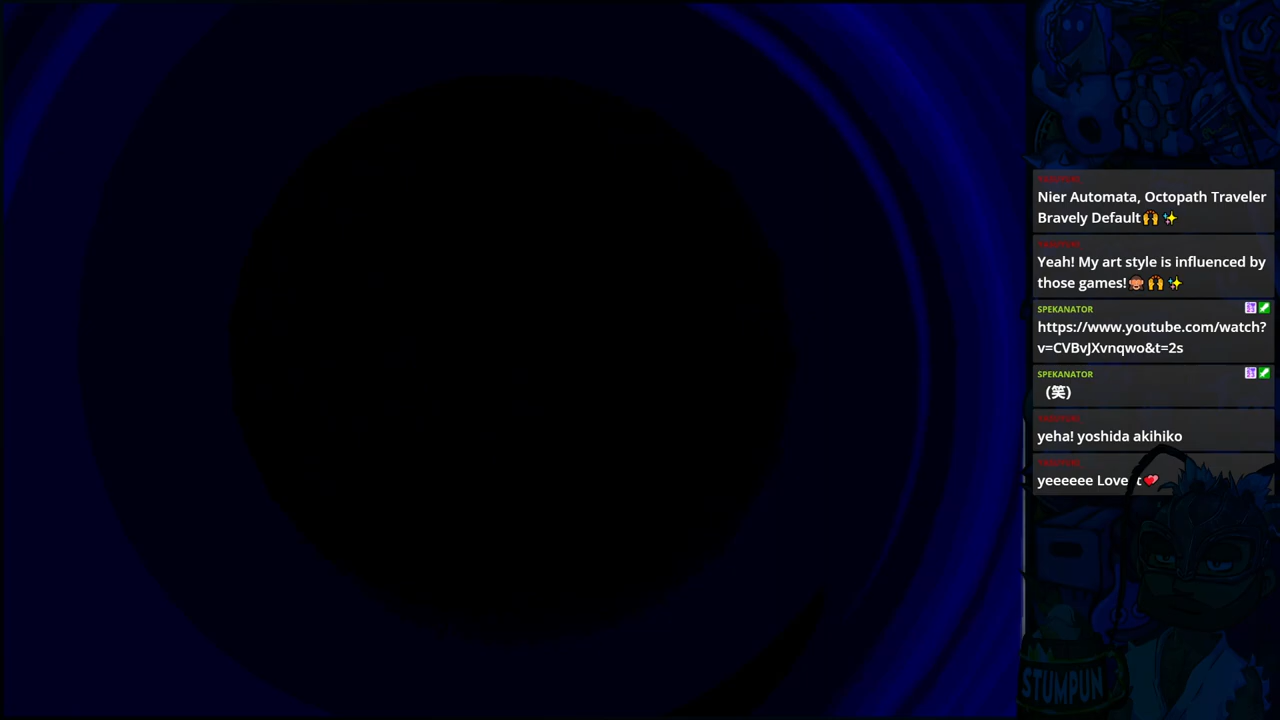 Nier Automata, Octopath Traveler
Bravely Default🙌✨
Yeah! My art style is influenced by
those games!🙈🙌✨
SPEKANATOR
https://www.youtube.com/watch?
v=CVBvJXvnqwo&t=2s
SPEKANATOR
(笑)
yeha! yoshida akihiko
yeeeeee Love it💕
STUMPUN